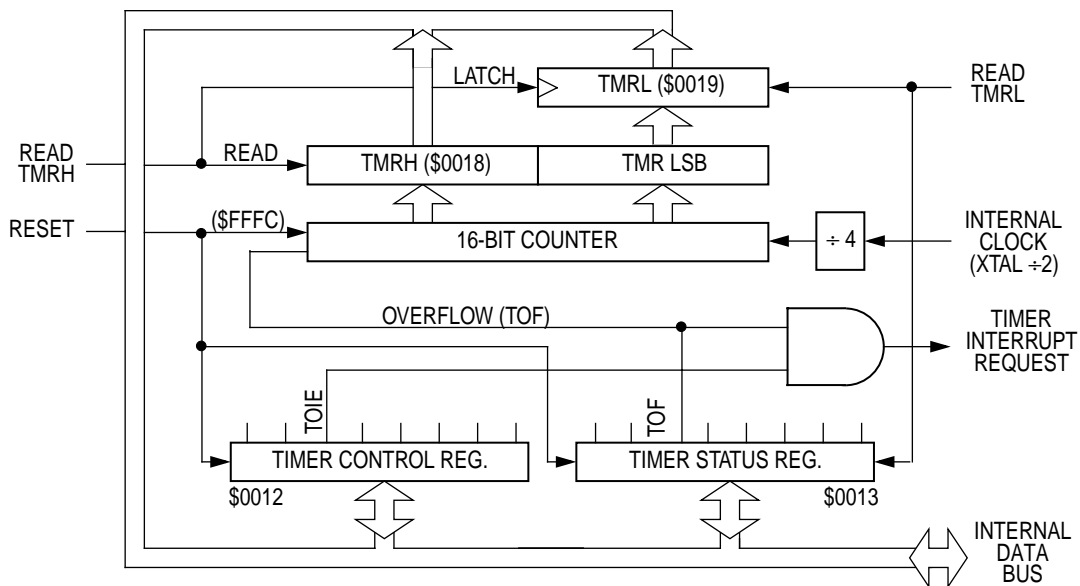 LATCH
TMRL ($0019)
READ
TMRL
READ
TMRH
READ
TMRH ($0018)
TMR LSB
RESET
($FFFC)
16-BIT COUNTER
÷ 4
INTERNAL
CLOCK
(XTAL ÷2)
OVERFLOW (TOF)
TIMER
INTERRUPT
REQUEST
TOIE
TOF
TIMER CONTROL REG.
TIMER STATUS REG.
$0012
$0013
INTERNAL
DATA
BUS